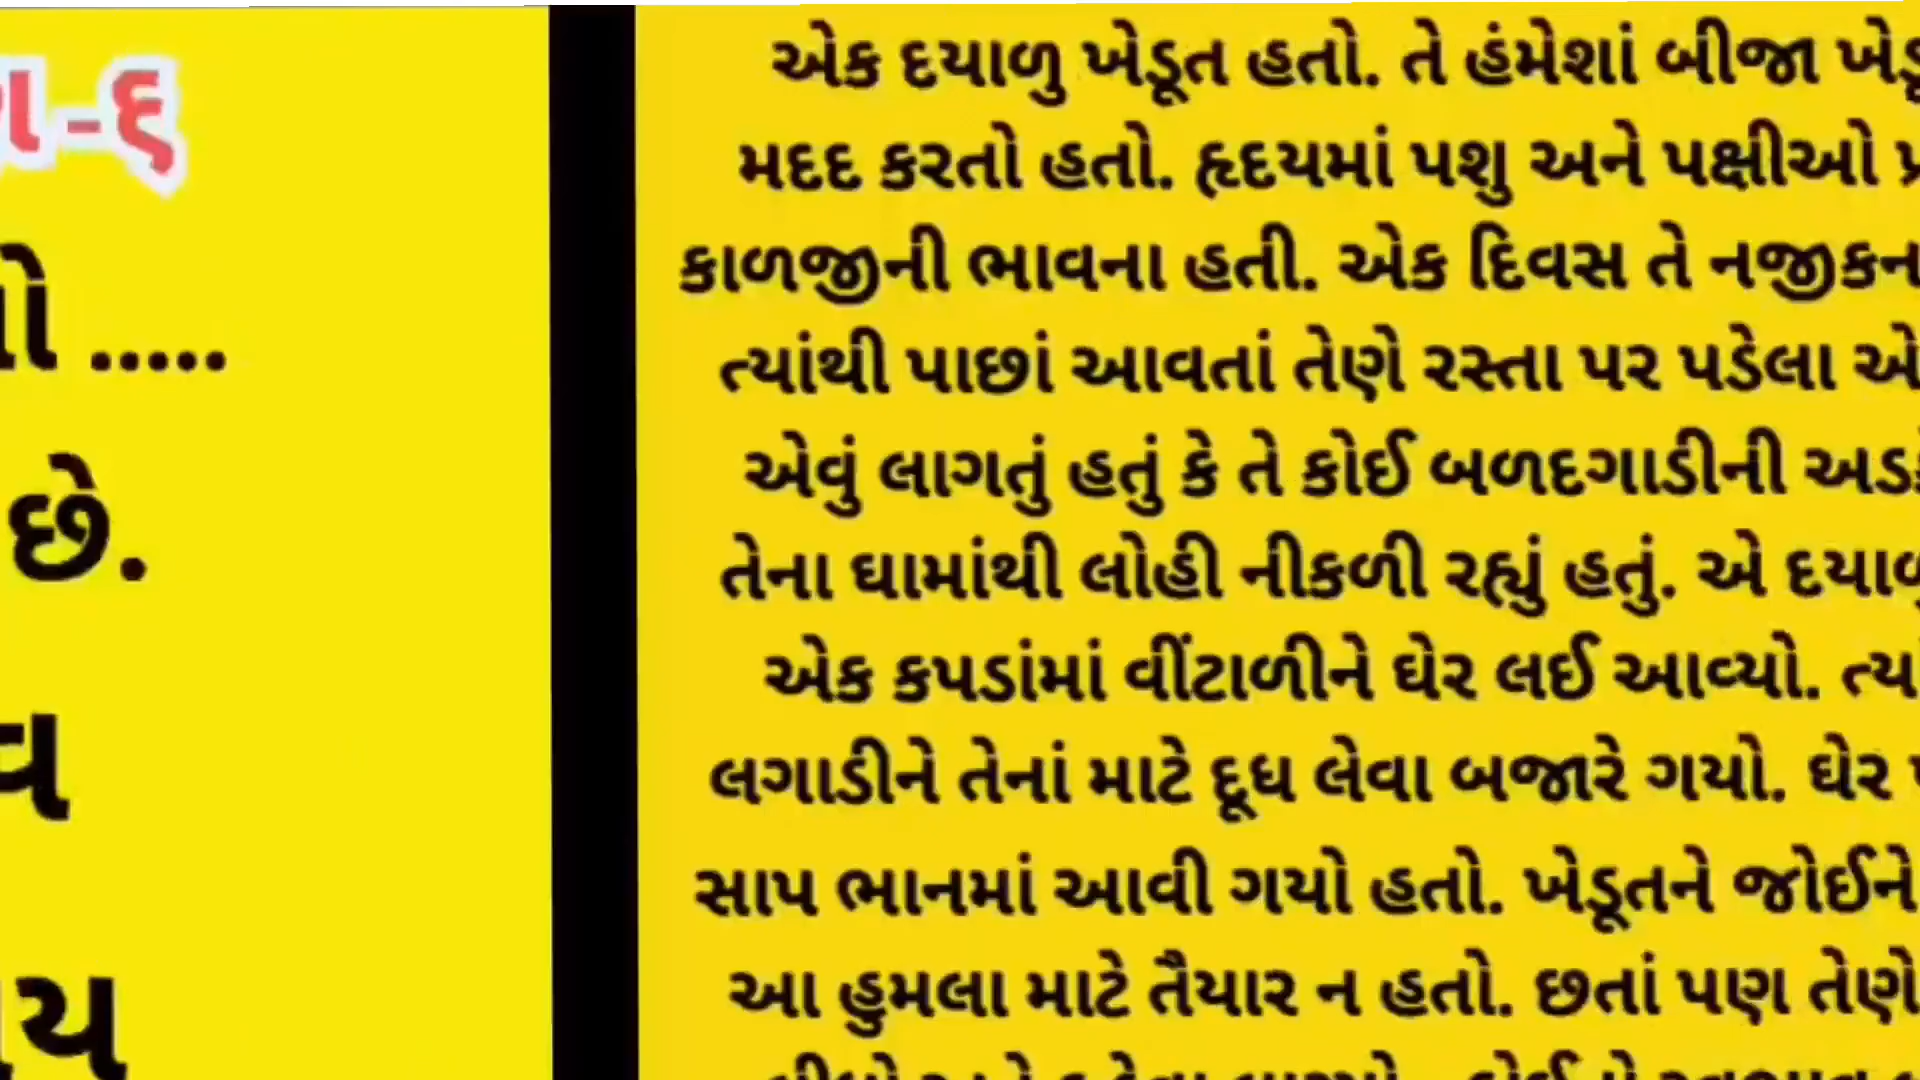 -૬
.....
છે.
એક દયાળુ ખેડૂત હતો. તે હંમેશાં બીજા
મદદ કરતો હતો. હૃદયમાં પશુ અને પક્ષીઓ
કાળજીની ભાવના હતી. એક દિવસ તે
ત્યાંથી પાછાં આવતાં તેણે રસ્તા પર પડેલા
એવું લાગતું હતું કે તે કોઈ બળદગાડીની
તેના ઘામાંથી લોહી નીકળી રહ્યું હતું. એ
એક કપડાંમાં વીંટાળીને ઘેર લઈ આવ્યો.
લગાડીને તેનાં માટે દૂધ લેવા બજારે ગયો. ઘેર
સાપ ભાનમાં આવી ગયો હતો. ખેડૂતને જોઈને
આ હુમલા માટે તૈયાર ન હતો. છતાં પણ તેણે